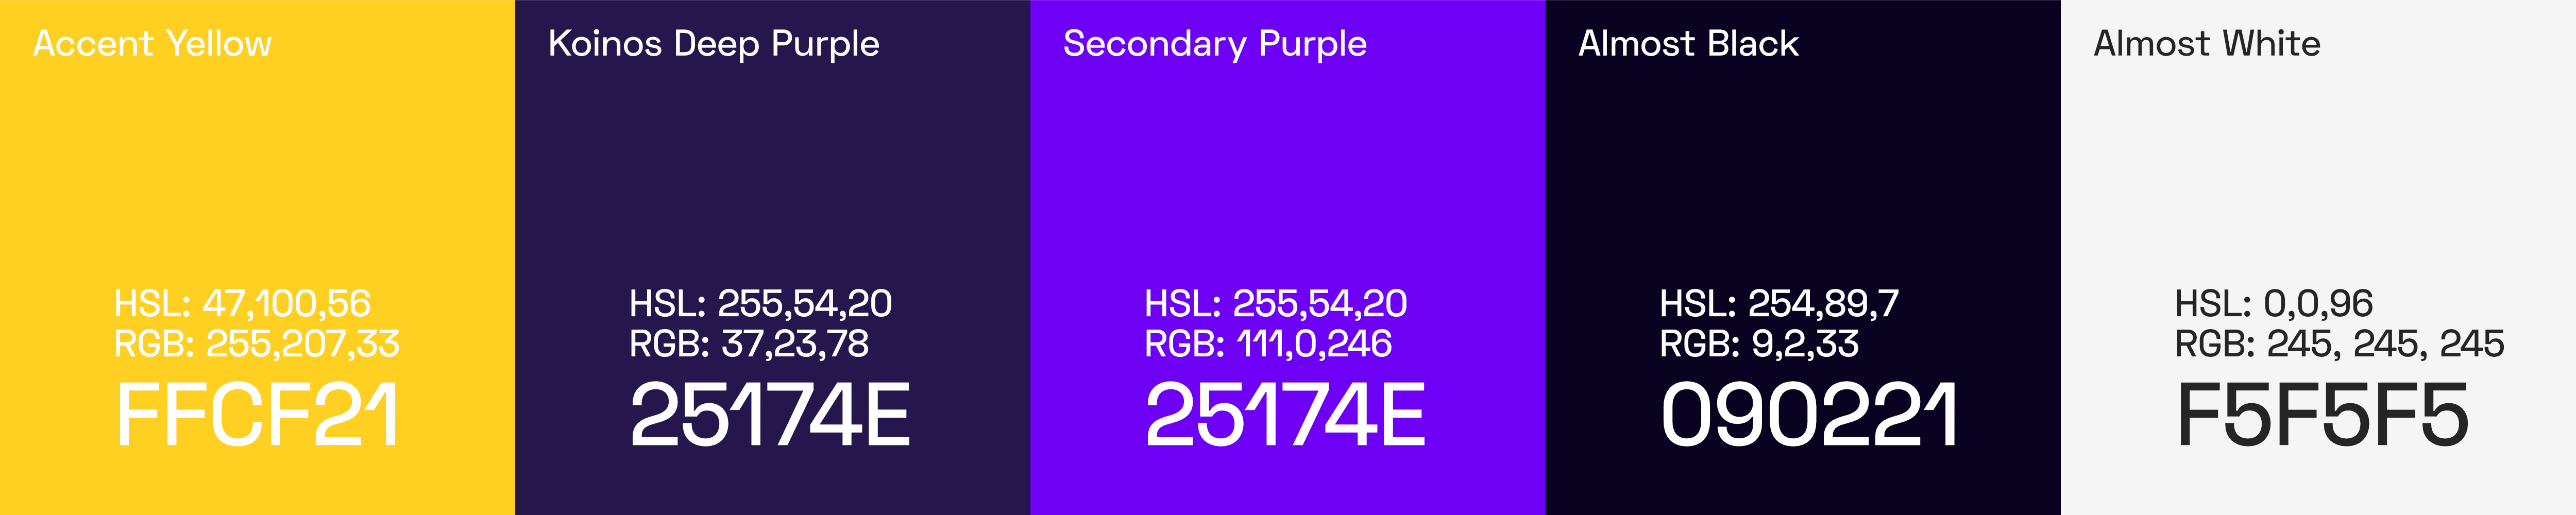 Accent Yellow
HSL: 47,100,56
RGB: 255,207,33
FFCF21
Koinos Deep Purple
HSL: 255,54,20
RGB: 37,23,78
25174E
Secondary Purple
HSL: 255,54,20
RGB: 111,0,246
25174E
Almost Black
HSL: 254,89,7
RGB: 9,2,33
090221
Almost White
HSL: 0,0,96
RGB: 245, 245, 245
F5F5F5